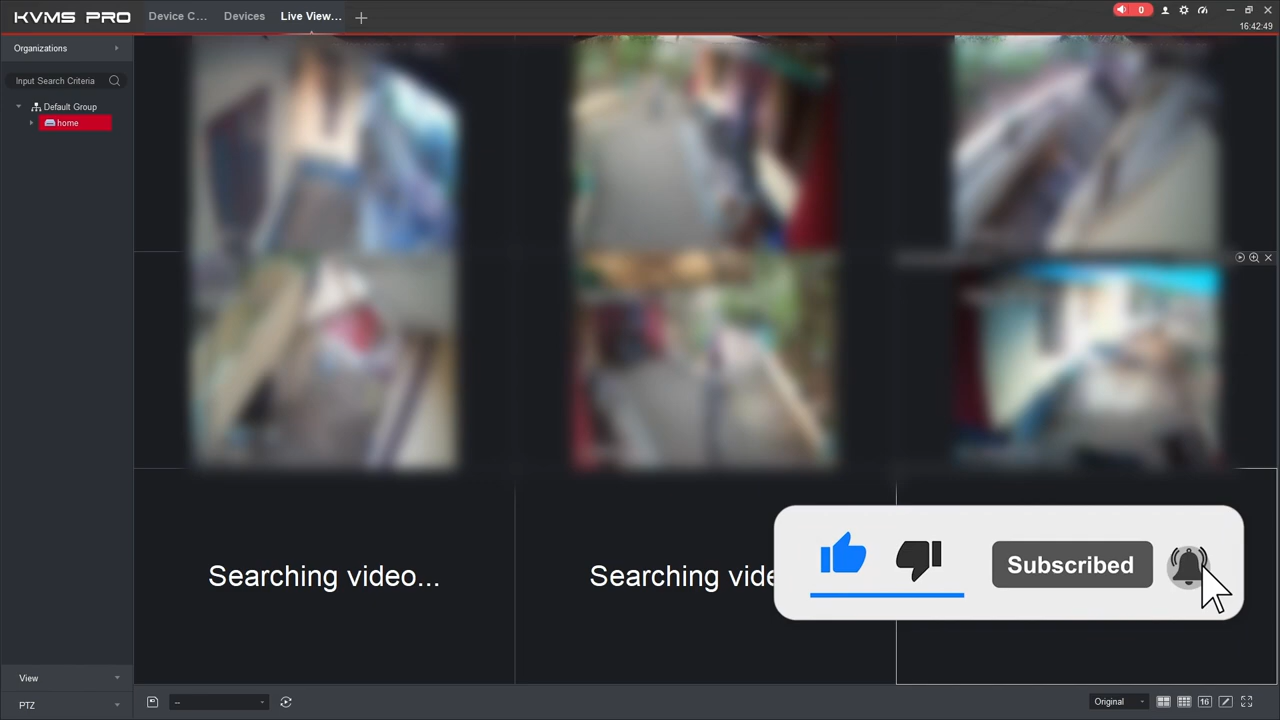 KVMS PRO
Device C...
Devices
Live View...
0
16:42:49
Organizations
Input Search Criteria
Default Group
home
Searching video...
Searching vide
Subscribed
View
PTZ
--
Original
16